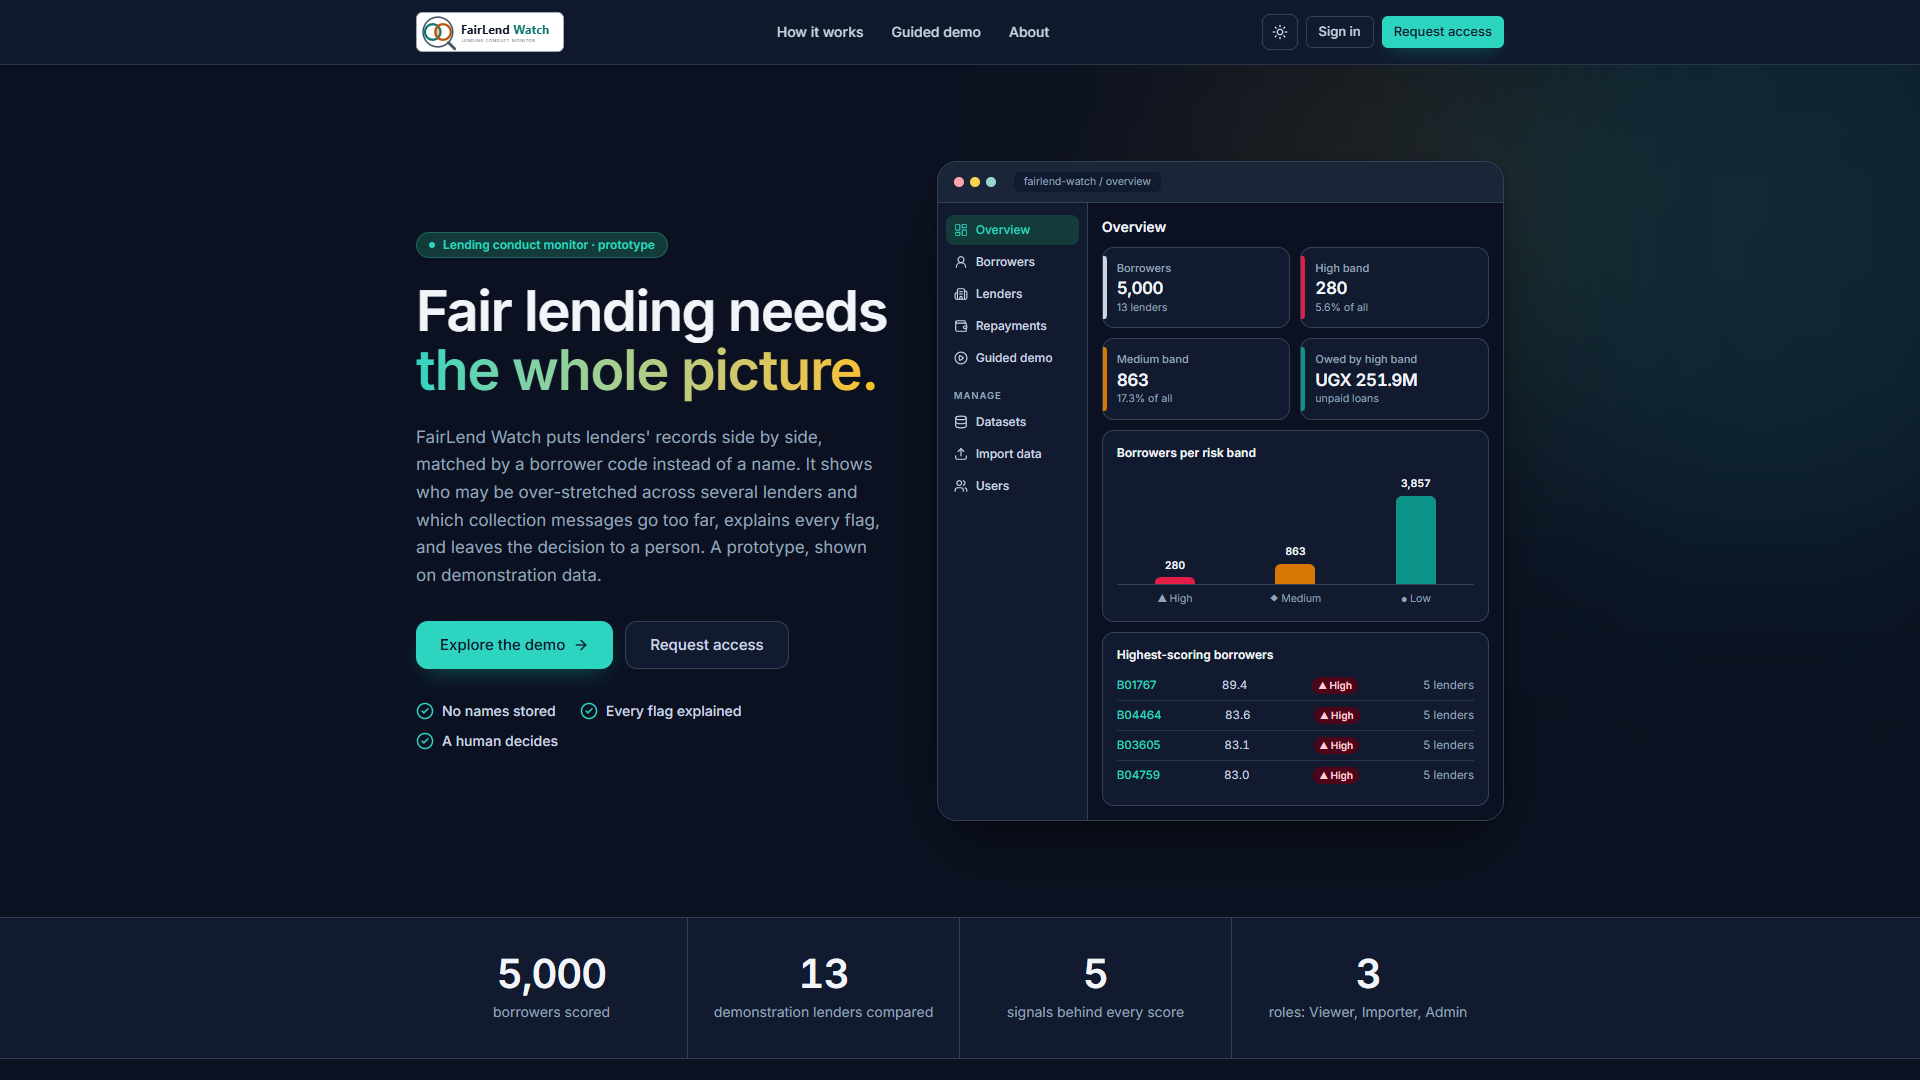 FairLend Watch
LENDING CONDUCT MONITOR
How it works
Guided demo
About
Sign in
Request access
Lending conduct monitor · prototype
Fair lending needs
the whole picture.
FairLend Watch puts lenders' records side by side,
matched by a borrower code instead of a name. It shows
who may be over-stretched across several lenders and
which collection messages go too far, explains every flag,
and leaves the decision to a person. A prototype, shown
on demonstration data.
Explore the demo →
Request access
No names stored
Every flag explained
A human decides
fairlend-watch / overview
Overview
Borrowers
Lenders
Repayments
Guided demo
MANAGE
Datasets
Import data
Users
Overview
Borrowers
5,000
13 lenders
High band
280
5.6% of all
Medium band
863
17.3% of all
Owed by high band
UGX 251.9M
unpaid loans
Borrowers per risk band
280
863
3,857
▲ High
◆ Medium
● Low
Highest-scoring borrowers
B01767 89.4 ▲ High 5 lenders
B04464 83.6 ▲ High 5 lenders
B03605 83.1 ▲ High 5 lenders
B04759 83.0 ▲ High 5 lenders
5,000
borrowers scored
13
demonstration lenders compared
5
signals behind every score
3
roles: Viewer, Importer, Admin